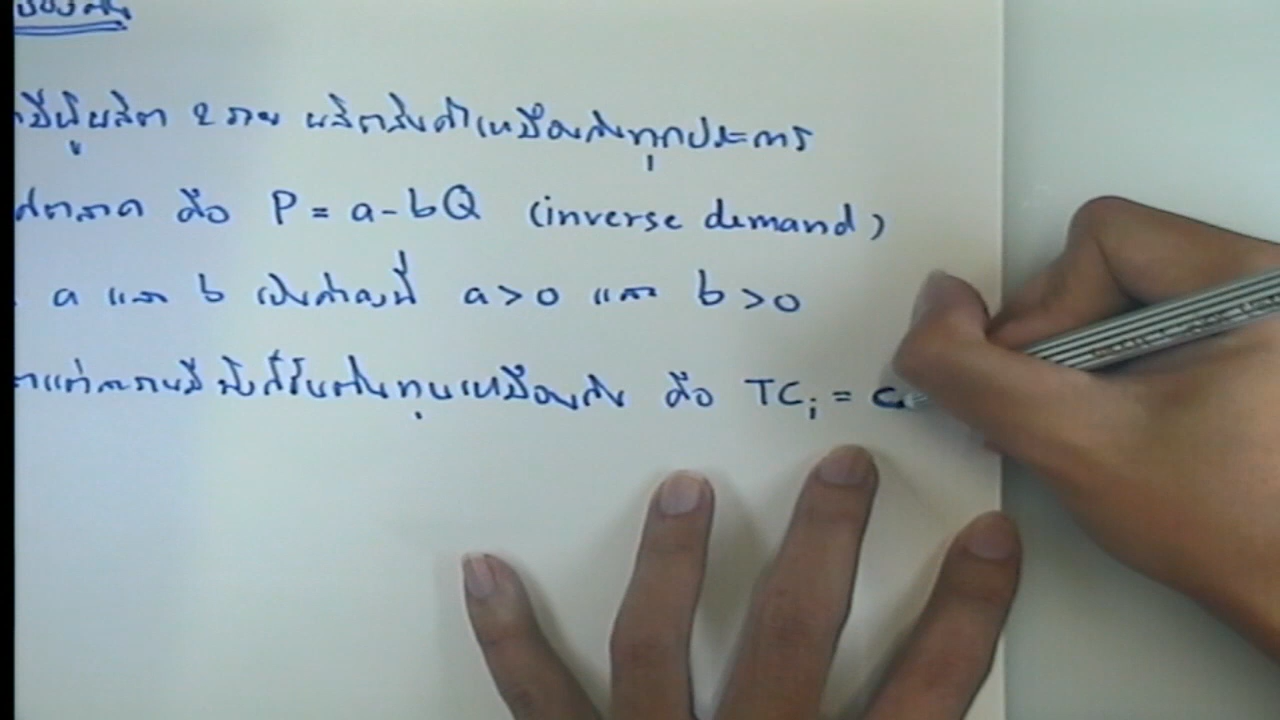 มีผู้ผลิต 2 ราย ผลิตสินค้าเหมือนกันทุกประการ
ตลาด คือ P = a - bQ (inverse demand)
a และ b เป็นค่าคงที่ a > 0 และ b > 0
แต่ละรายมี ฟังก์ชันต้นทุนเหมือนกัน คือ TCᵢ = c